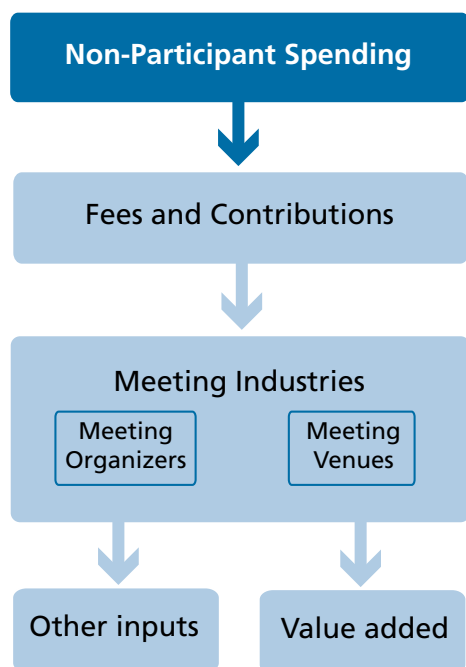 Non-Participant Spending
Fees and Contributions
Meeting Industries
Meeting
Organizers
Meeting
Venues
Other inputs
Value added